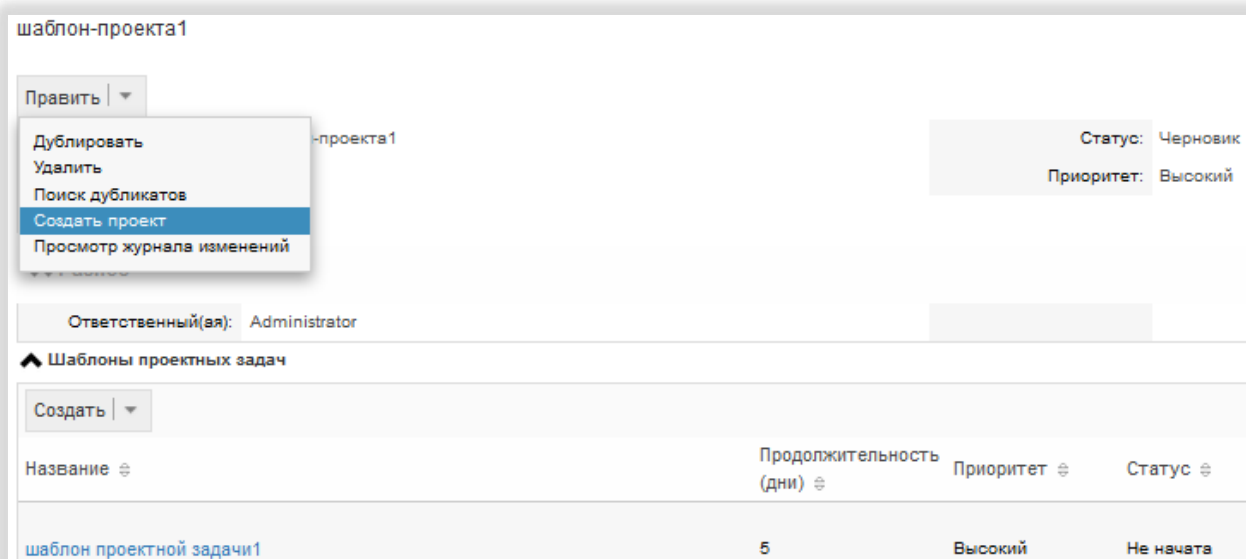 шаблон-проекта1
Править
Дублировать
-проекта1
Статус: Черновик
Удалить
Приоритет: Высокий
Поиск дубликатов
Создать проект
Просмотр журнала изменений
Ответственный(ая): Administrator
Шаблоны проектных задач
Создать
Название
Продолжительность
(дни)
Приоритет
Статус
шаблон проектной задачи1 5 Высокий Не начата